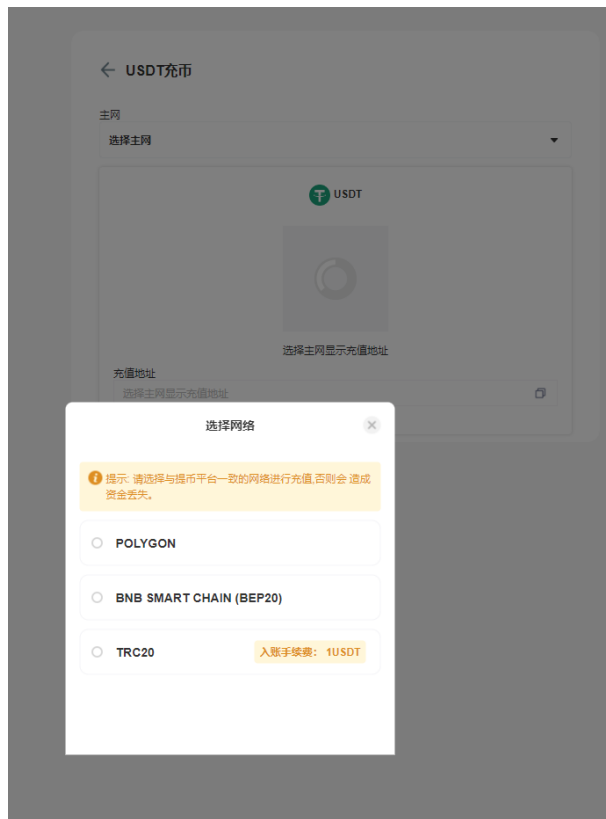 USDT充币
主网
选择主网
USDT
选择主网显示充值地址
充值地址
选择主网显示充值地址
选择网络
提示: 请选择与提币平台一致的网络进行充值,否则会 造成
资金丢失。
POLYGON
BNB SMART CHAIN (BEP20)
TRC20
入账手续费: 1USDT